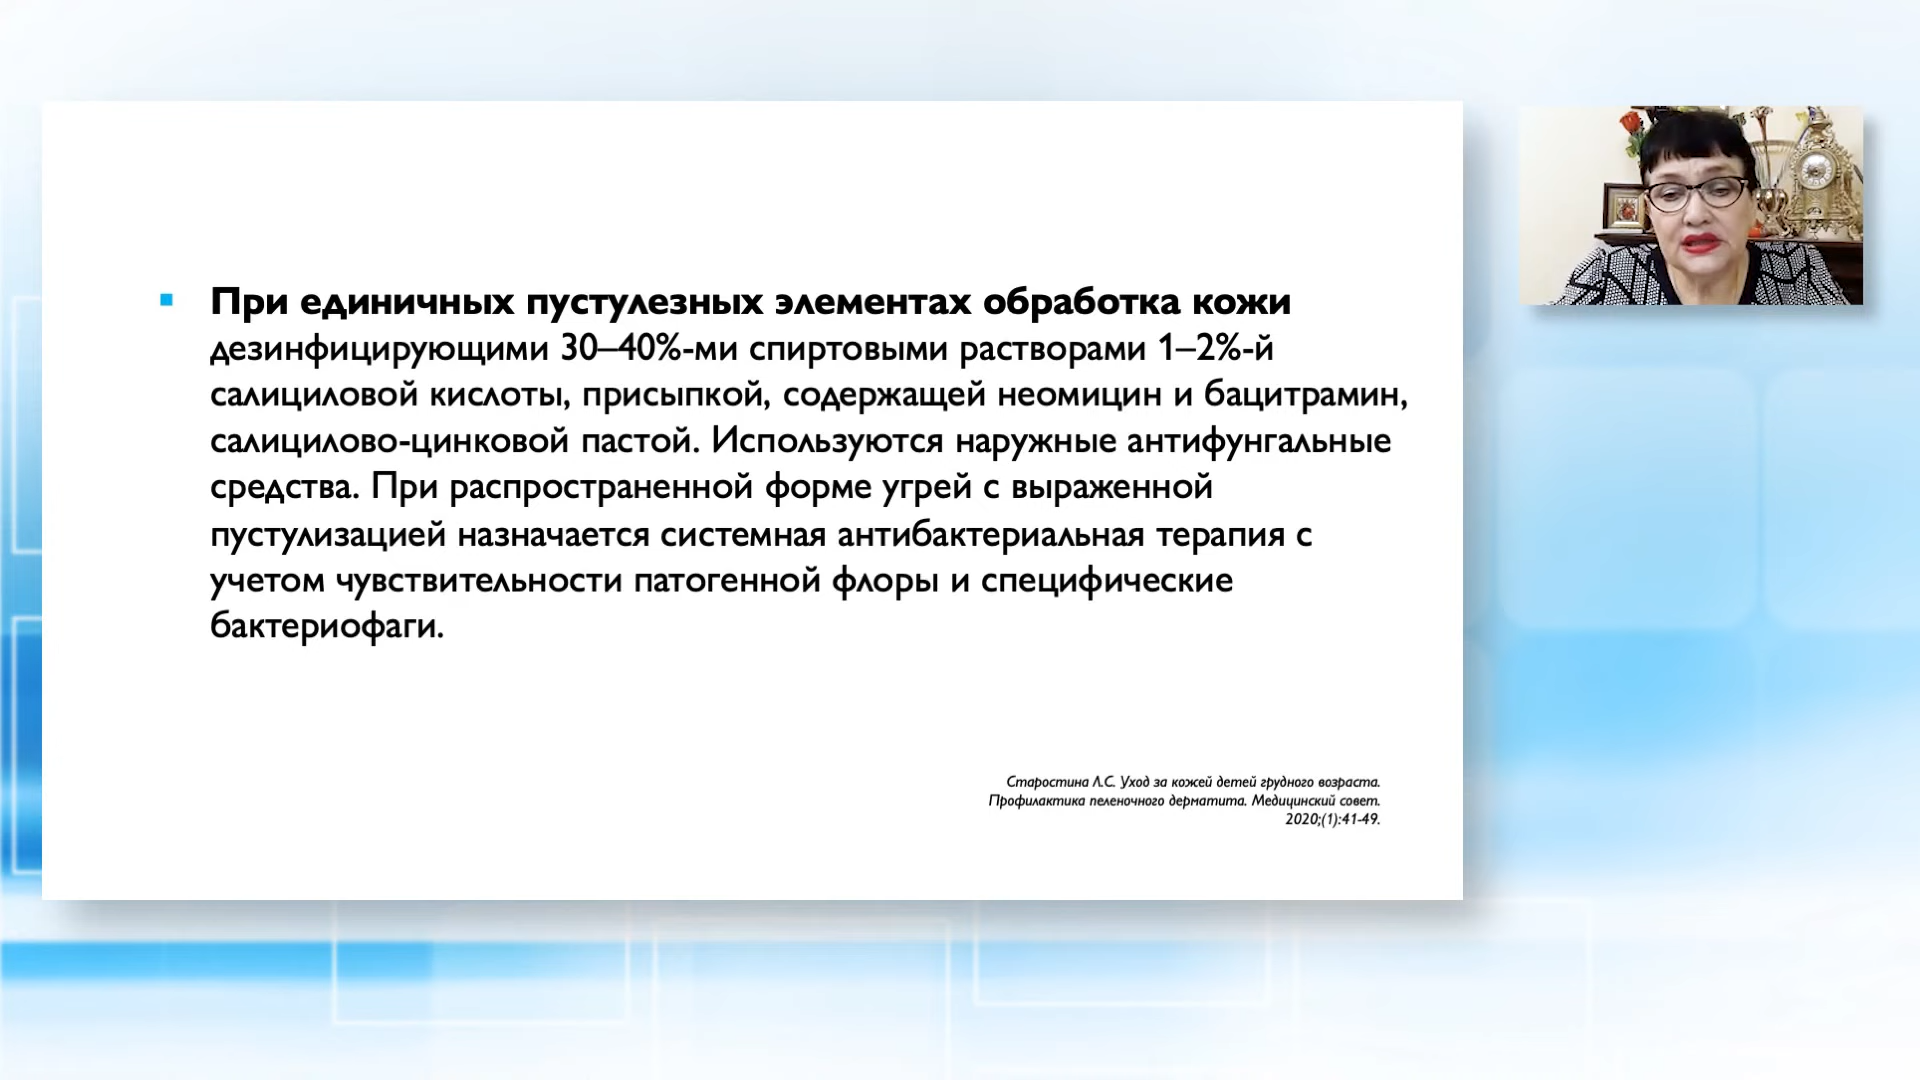 При единичных пустулезных элементах обработка кожи
дезинфицирующими 30–40%-ми спиртовыми растворами 1–2%-й
салициловой кислоты, присыпкой, содержащей неомицин и бацитрамин,
салицилово-цинковой пастой. Используются наружные антифунгальные
средства. При распространенной форме угрей с выраженной
пустулизацией назначается системная антибактериальная терапия с
учетом чувствительности патогенной флоры и специфические
бактериофаги.
Старостина Л.С. Уход за кожей детей грудного возраста.
Профилактика пеленочного дерматита. Медицинский совет.
2020;(1):41-49.